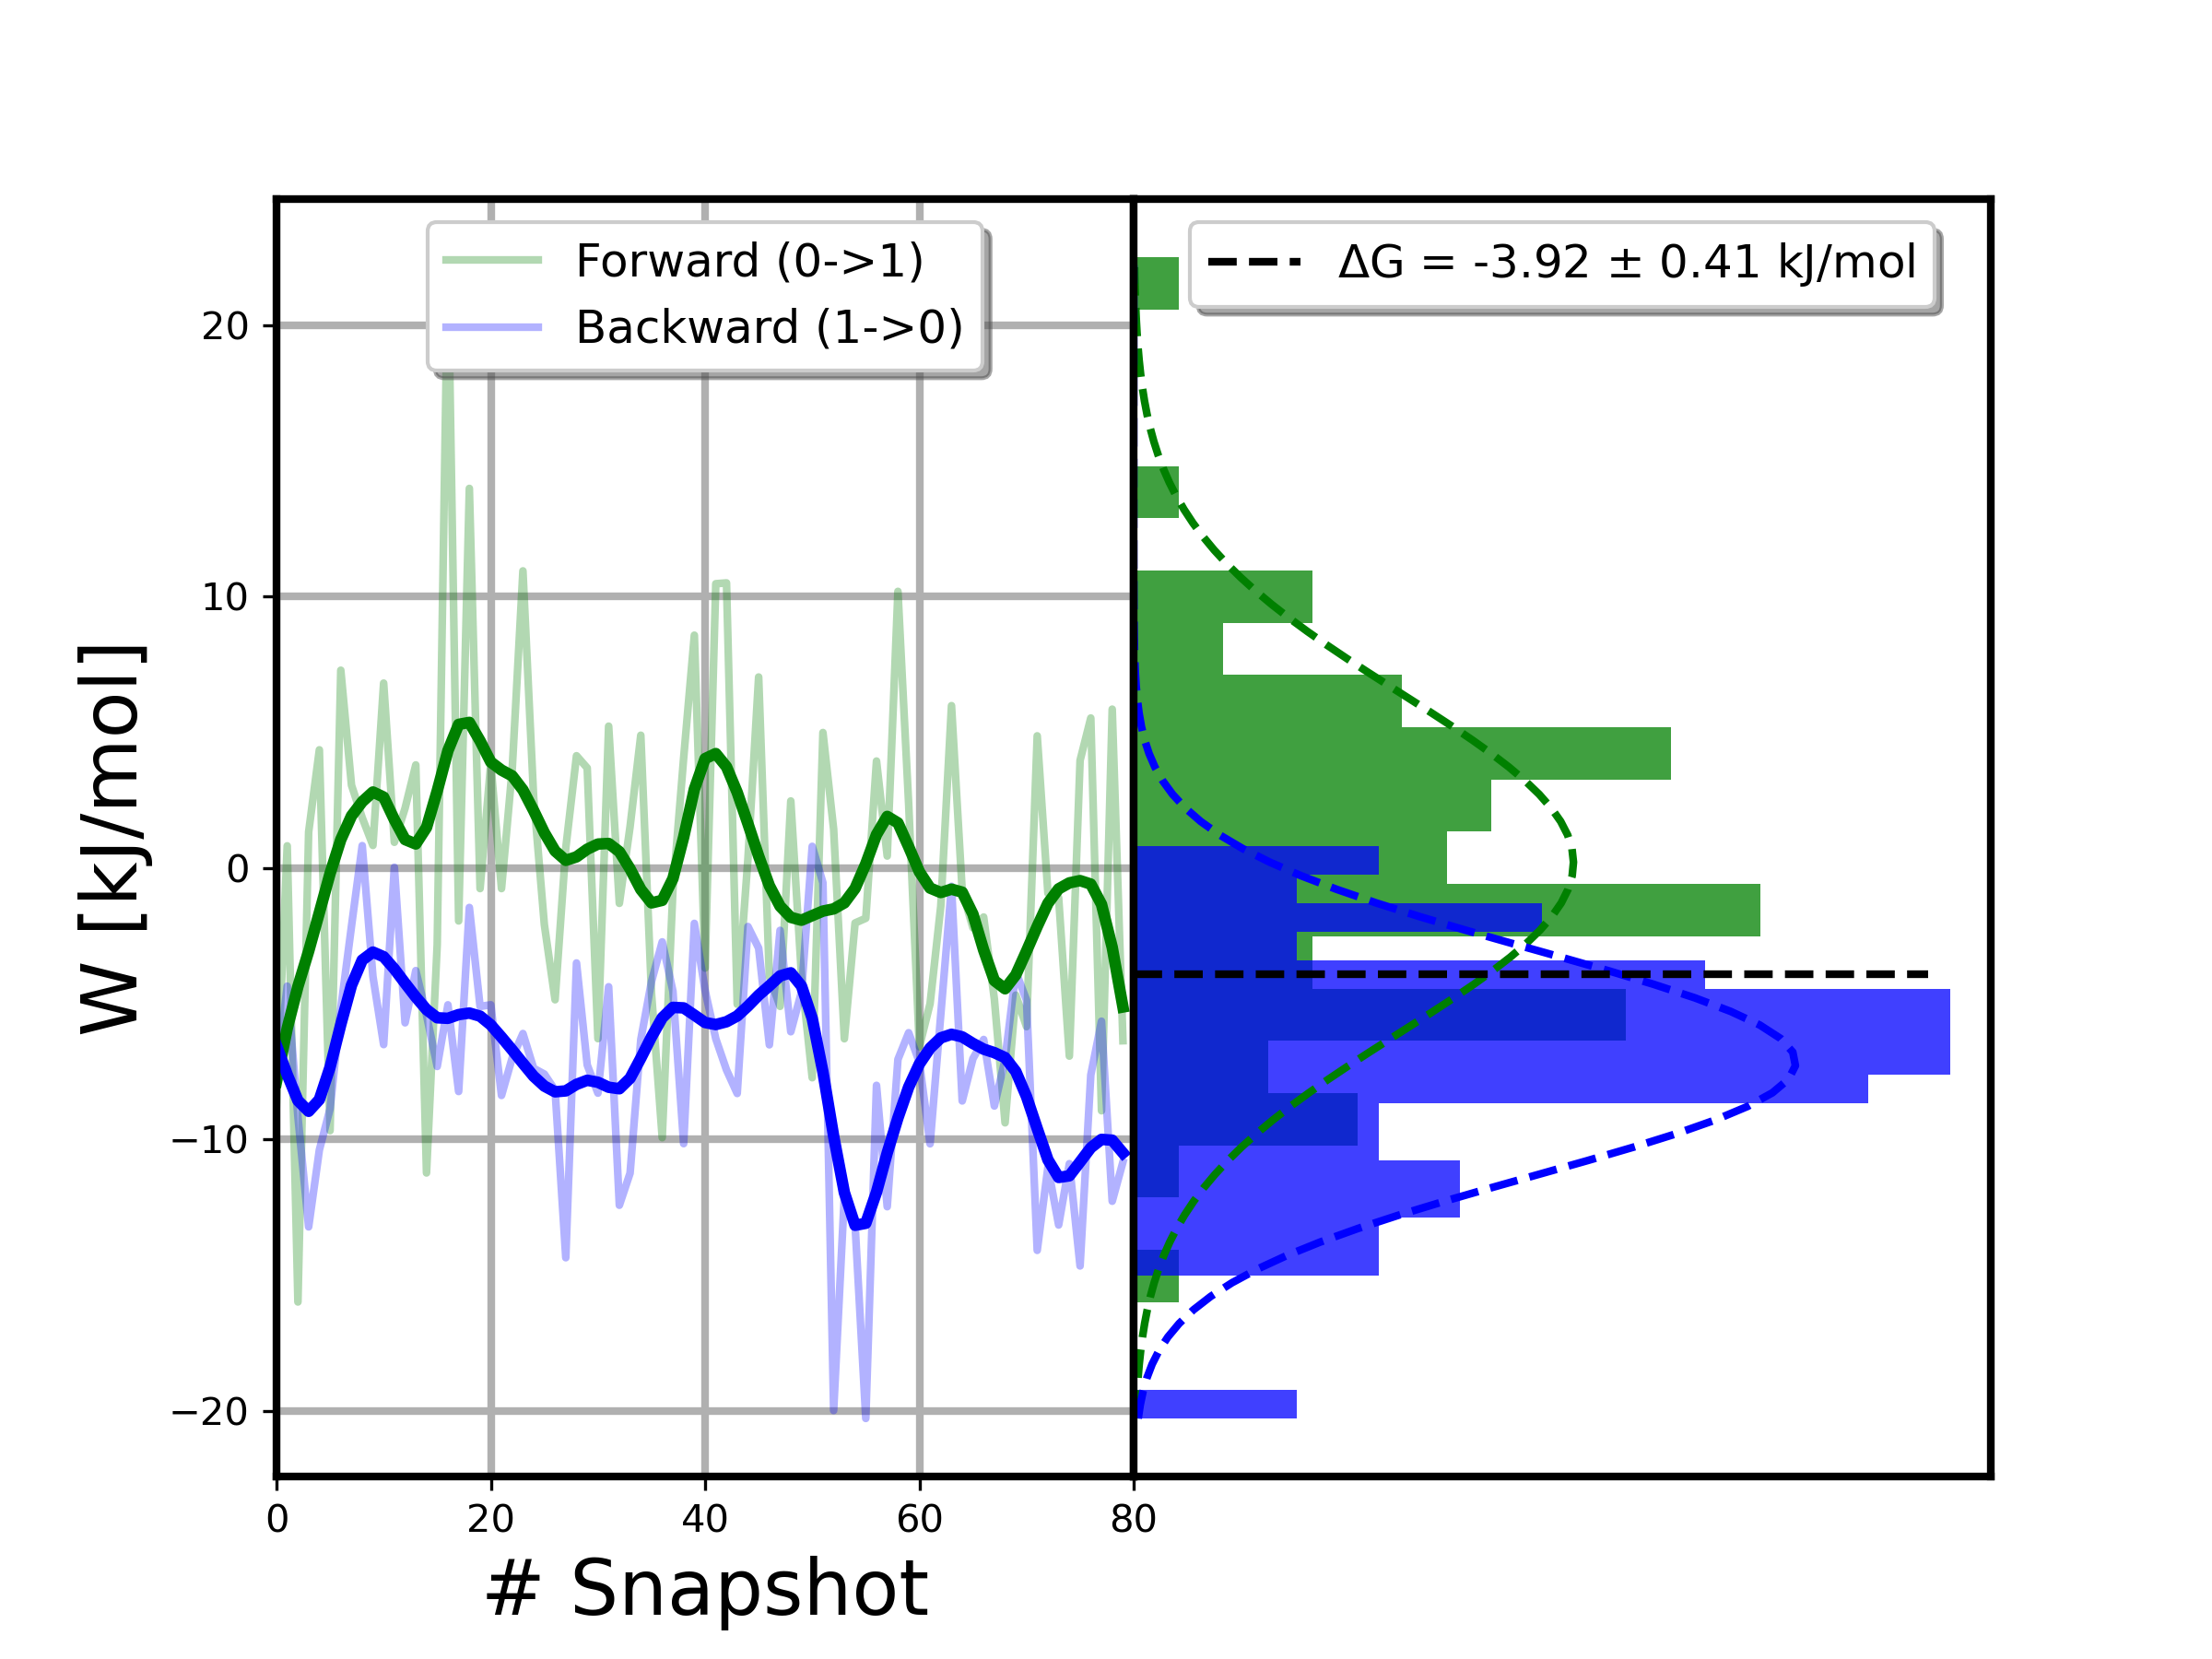 Forward (0->1)
Backward (1->0)
ΔG = -3.92 ± 0.41 kJ/mol
W [kJ/mol]
20
10
0
−10
−20
0 20 40 60 80
# Snapshot